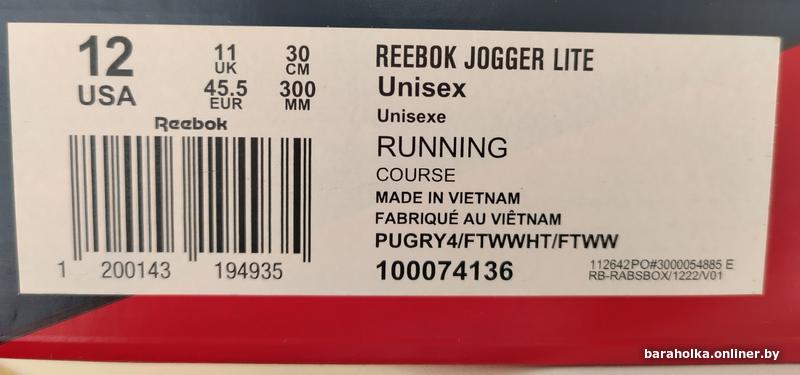 12
USA
11
UK
45.5
EUR
30
CM
300
MM
Reebok
1 200143 194935
REEBOK JOGGER LITE
Unisex
Unisexe
RUNNING
COURSE
MADE IN VIETNAM
FABRIQUÉ AU VIÊTNAM
PUGRY4/FTWWHT/FTWW
100074136
112642PO#3000054885 E
RB-RABSBOX/1222/V01
baraholka.onliner.by